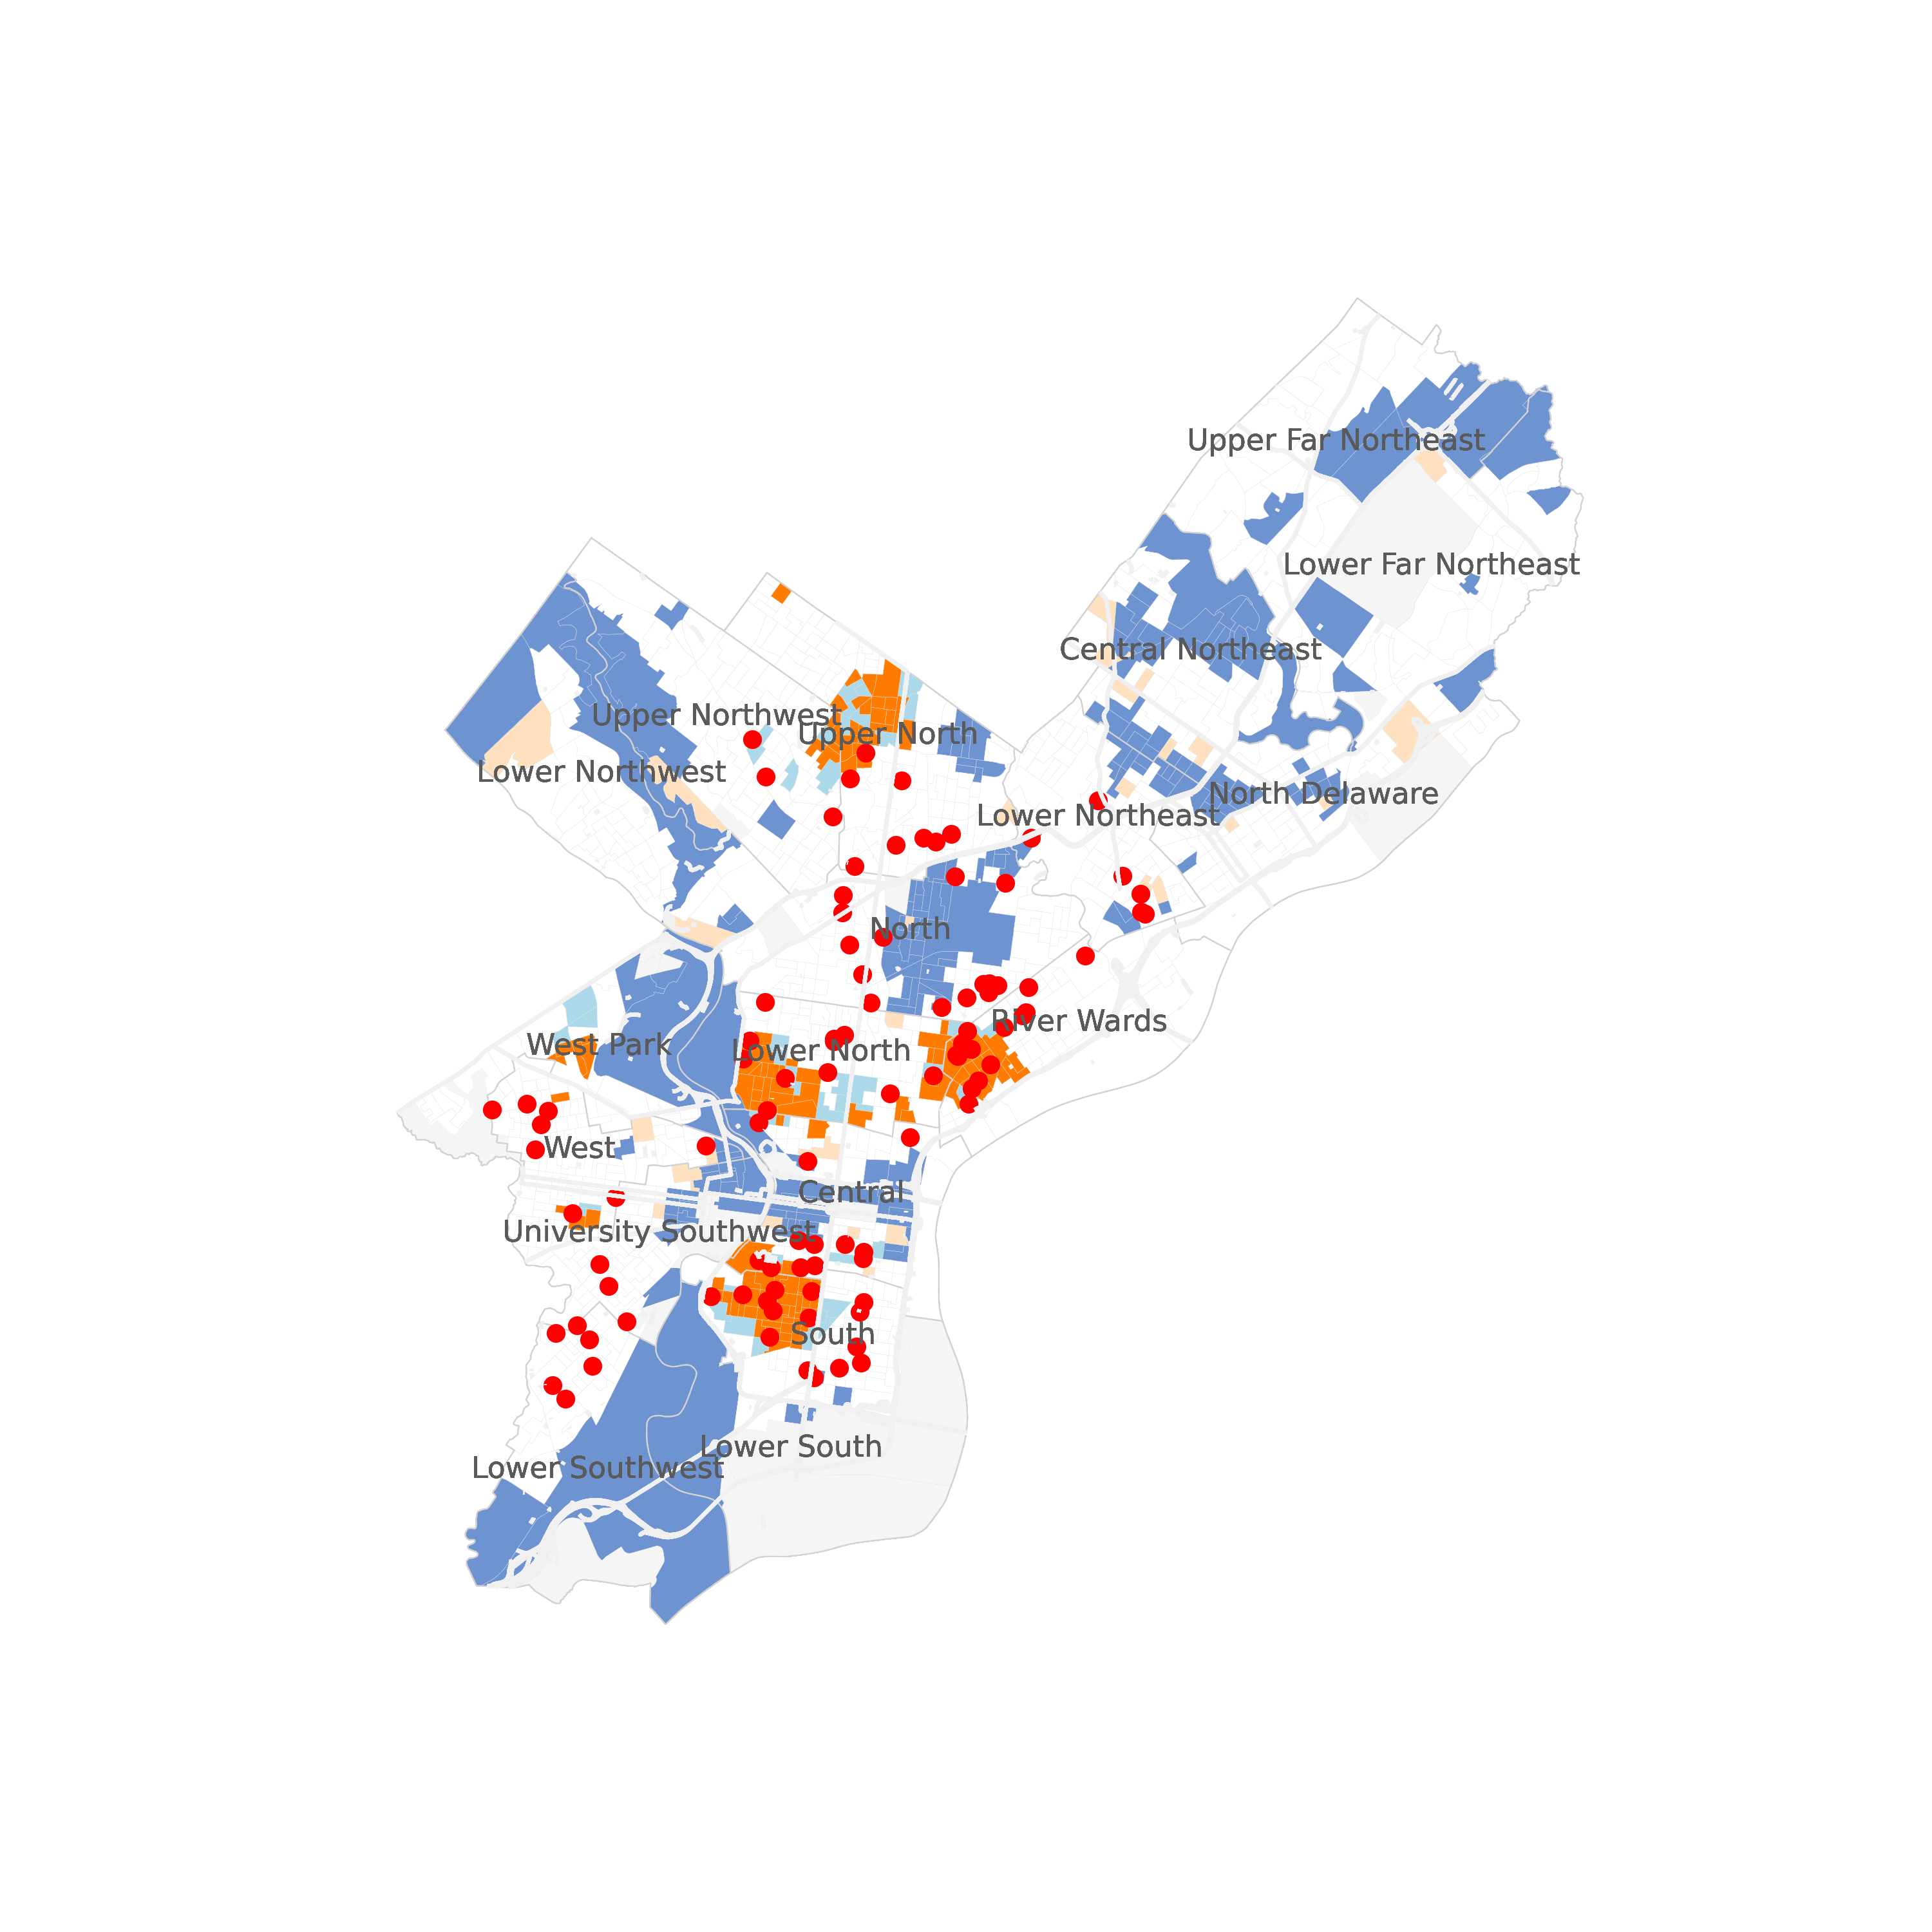 Upper Far Northeast
Lower Far Northeast
Central Northeast
Upper Northwest
Upper North
Lower Northwest
North Delaware
Lower Northeast
North
River Wards
West Park
Lower North
West
Central
University Southwest
South
Lower South
Lower Southwest